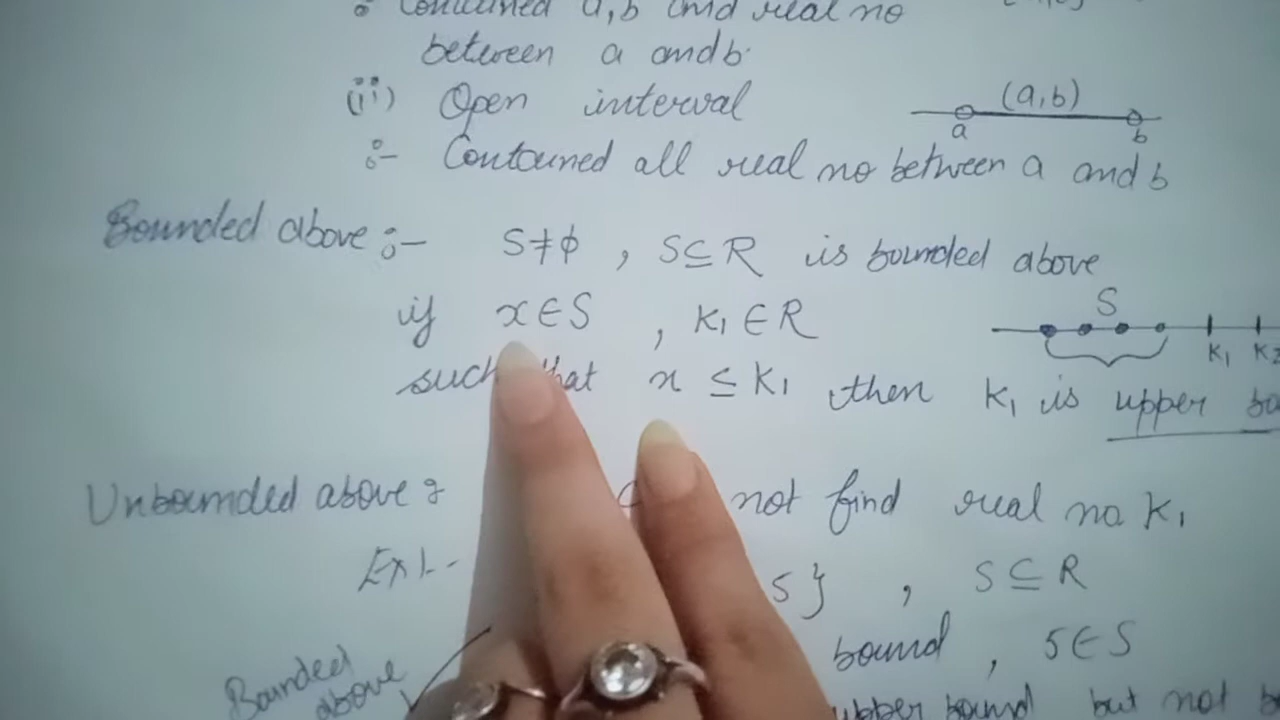 : Contained a,b and real no
between a and b.
(ii) Open interval (a,b)
a b
:- Contained all real no between a and b
Bounded above :- S≠ϕ , S⊆R is bounded above
if x∈S , K₁∈R S
such that x ≤ K₁ then K₁ is upper
K₁ K₂
Unbounded above : not find real no K₁
Ex:- 5} , S⊆R
bound , 5∈S
Bounded above
upper bound but not